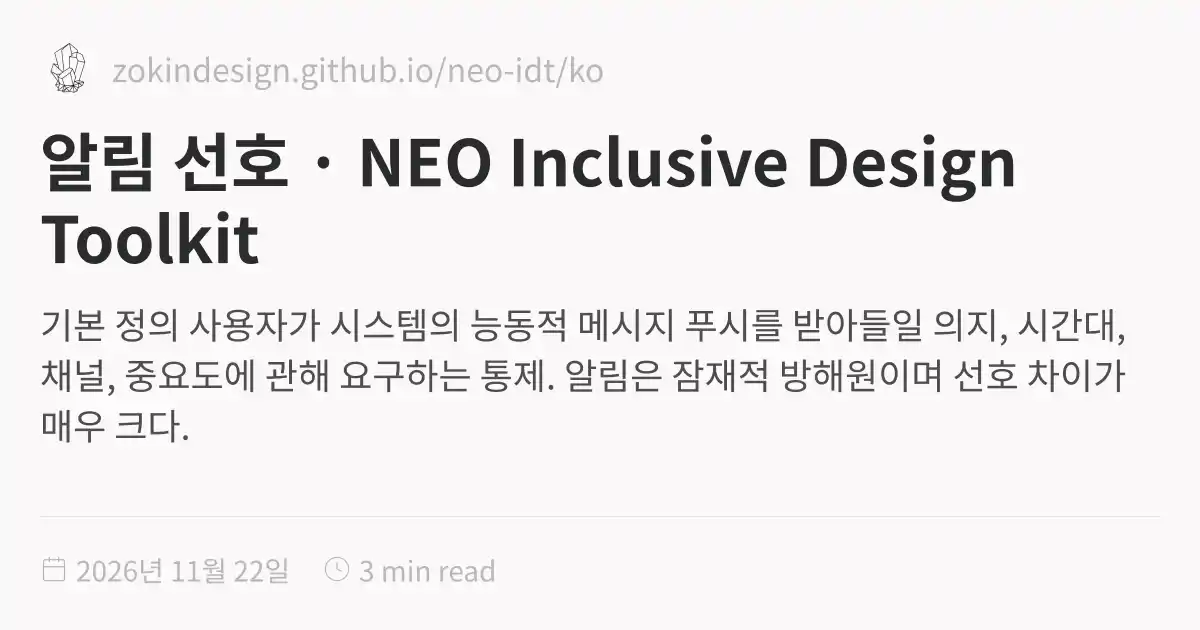 zokindesign.github.io/neo-idt/ko
알림 선호 · NEO Inclusive Design
Toolkit
기본 정의 사용자가 시스템의 능동적 메시지 푸시를 받아들일 의지, 시간대,
채널, 중요도에 관해 요구하는 통제. 알림은 잠재적 방해원이며 선호 차이가
매우 크다.
2026년 11월 22일 3 min read